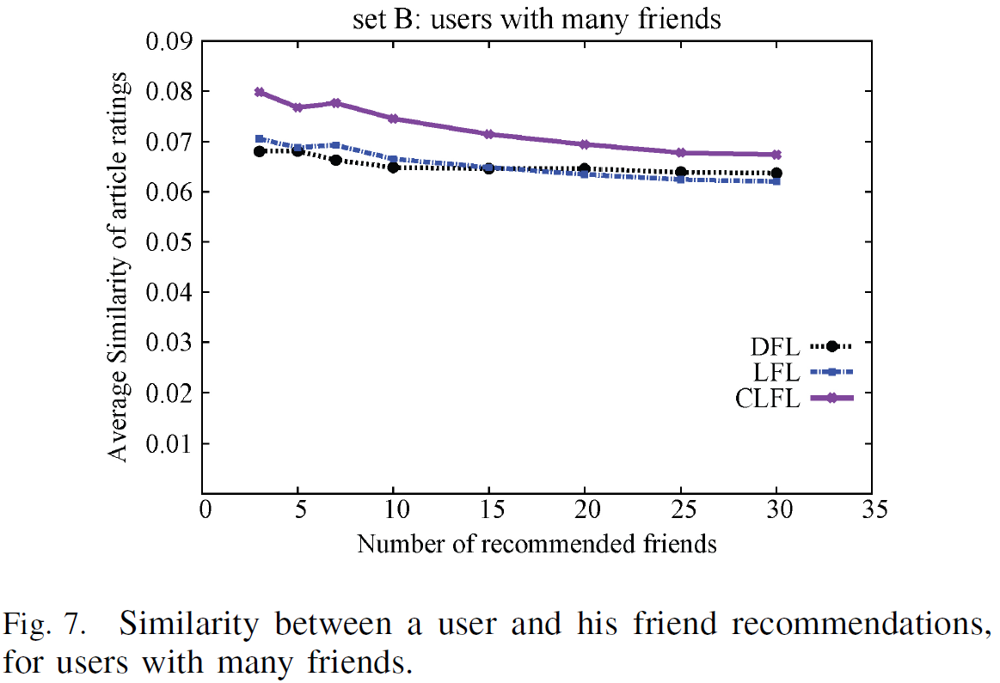 set B: users with many friends
0.09
0.08
0.07
0.06
0.05
0.04
0.03
0.02
0.01
Average Similarity of article ratings
DFL
LFL
CLFL
0 5 10 15 20 25 30 35
Number of recommended friends
Fig. 7. Similarity between a user and his friend recommendations,
for users with many friends.